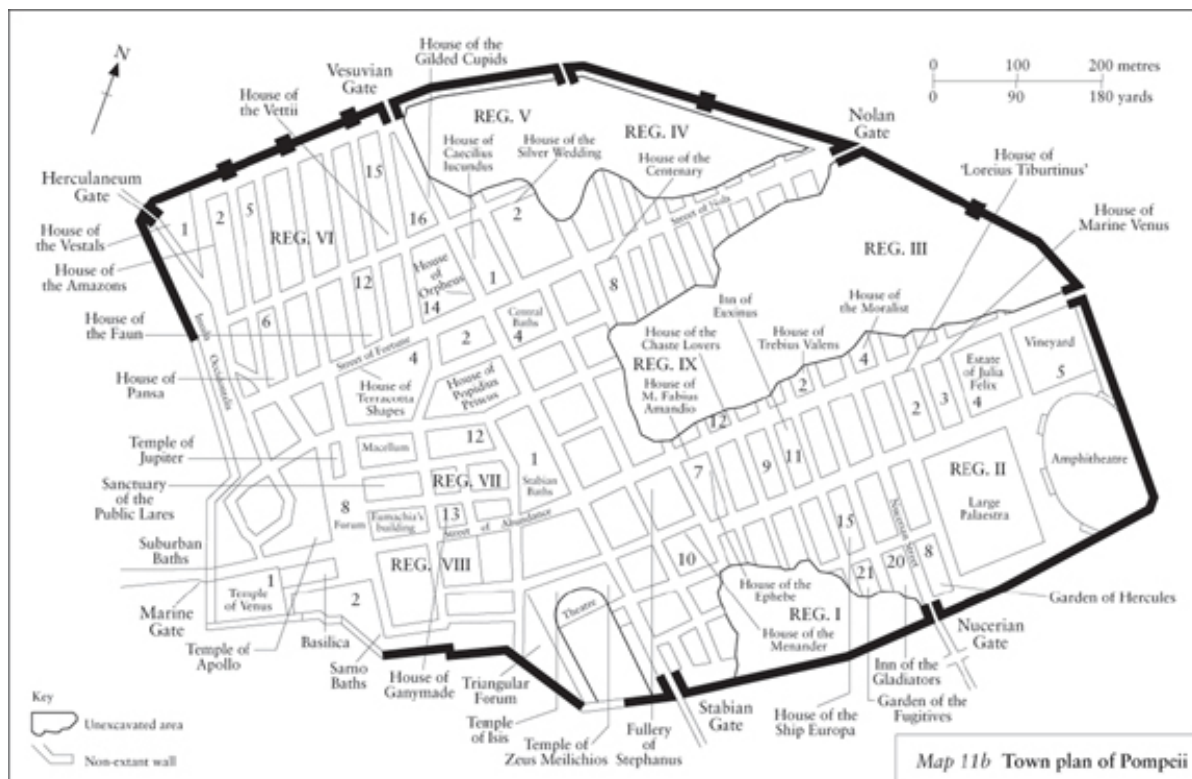 N
House of the
Gilded Cupids
Vesuvian
Gate
House of
the Vettii
0 100 200 metres
0 90 180 yards
REG. V
REG. IV
House of
Caecilius
Iucundus
House of the
Silver Wedding
House of the
Centenary
Nolan
Gate
House of
'Loreius Tiburtinus'
House of
Marine Venus
Herculaneum
Gate
House of
the Vestals
House of
the Amazons
House of
the Faun
House of
Pansa
1
2
5
REG. VI
15
16
12
6
House
of
Orpheus
14
1
2
Street of Nola
8
REG. III
Central
Baths
4
2
Street of Fortune
4
House of
Terracotta
Shapes
House of
Popidius
Priscus
Inn of
Euxinus
House of
the Moralist
House of the
Chaste Lovers
House of
Trebius Valens
REG. IX
House of
M. Fabius
Amandio
4
2
12
Estate
of Julia
Felix
4
Vineyard
5
2
3
Temple of
Jupiter
Sanctuary
of the
Public Lares
Macellum
12
REG. VII
1
Stabian
Baths
7
9
11
REG. II
Large
Palaestra
Amphitheatre
8
Forum
Eumachia's
building
13
Street of Abundance
Suburban
Baths
Marine
Gate
1
Temple
of Venus
2
REG. VIII
Temple of
Apollo
Basilica
Sarno
Baths
House of
Ganymade
Triangular
Forum
Theatre
Temple
of Isis
Temple of
Zeus Meilichios
Fullery
of
Stephanus
Stabian
Gate
10
House of the
Ephebe
REG. I
House of the
Menander
15
21
20
8
Nucerian
Street
Garden of Hercules
Nucerian
Gate
Inn of the
Gladiators
Garden of the
Fugitives
House of the
Ship Europa
Key
Unexcavated area
Non-extant wall
Map 11b Town plan of Pompeii